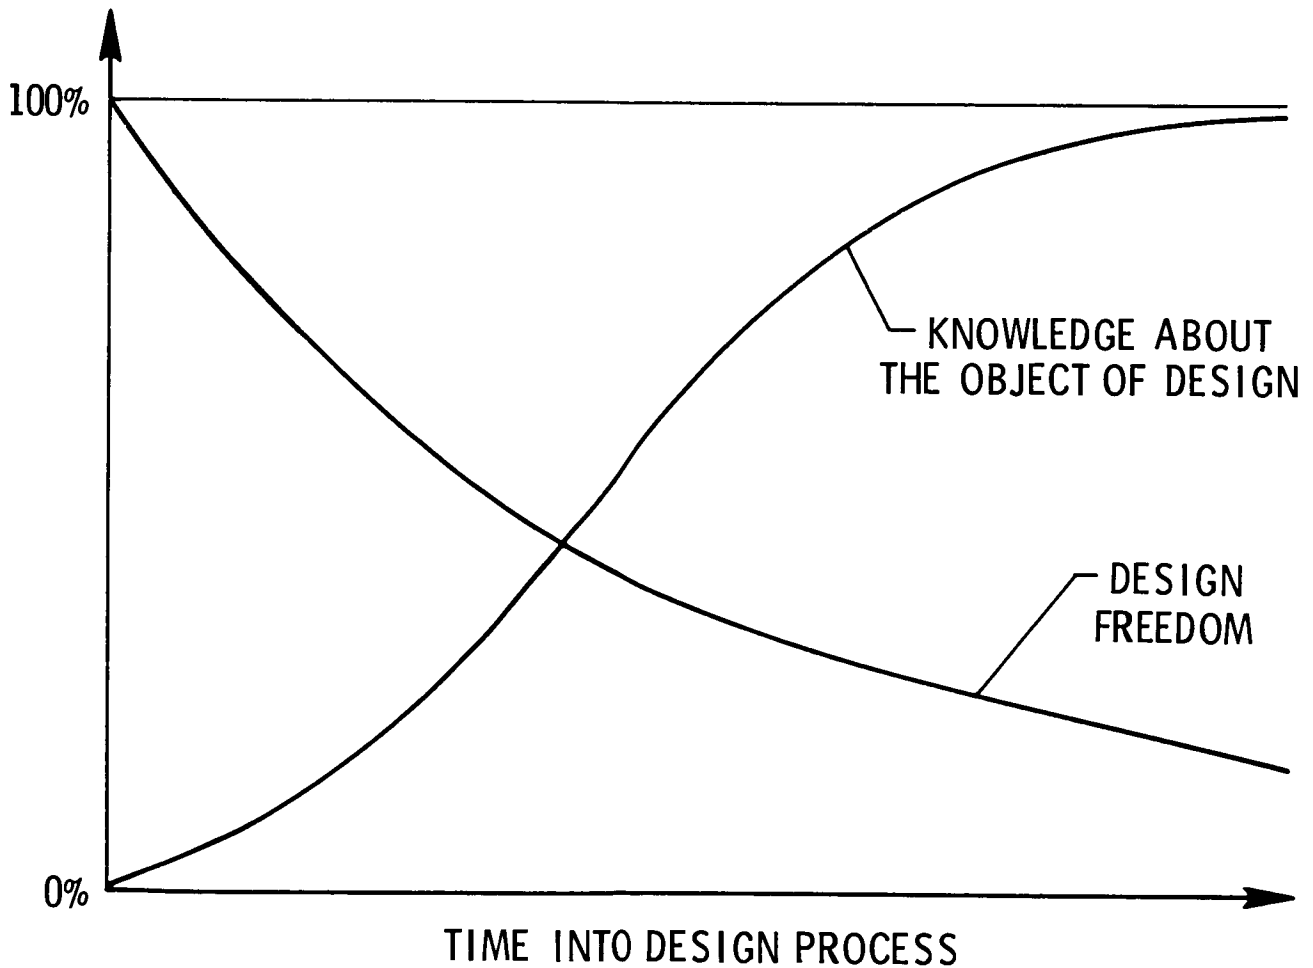 100%
KNOWLEDGE ABOUT
THE OBJECT OF DESIGN
DESIGN
FREEDOM
0%
TIME INTO DESIGN PROCESS